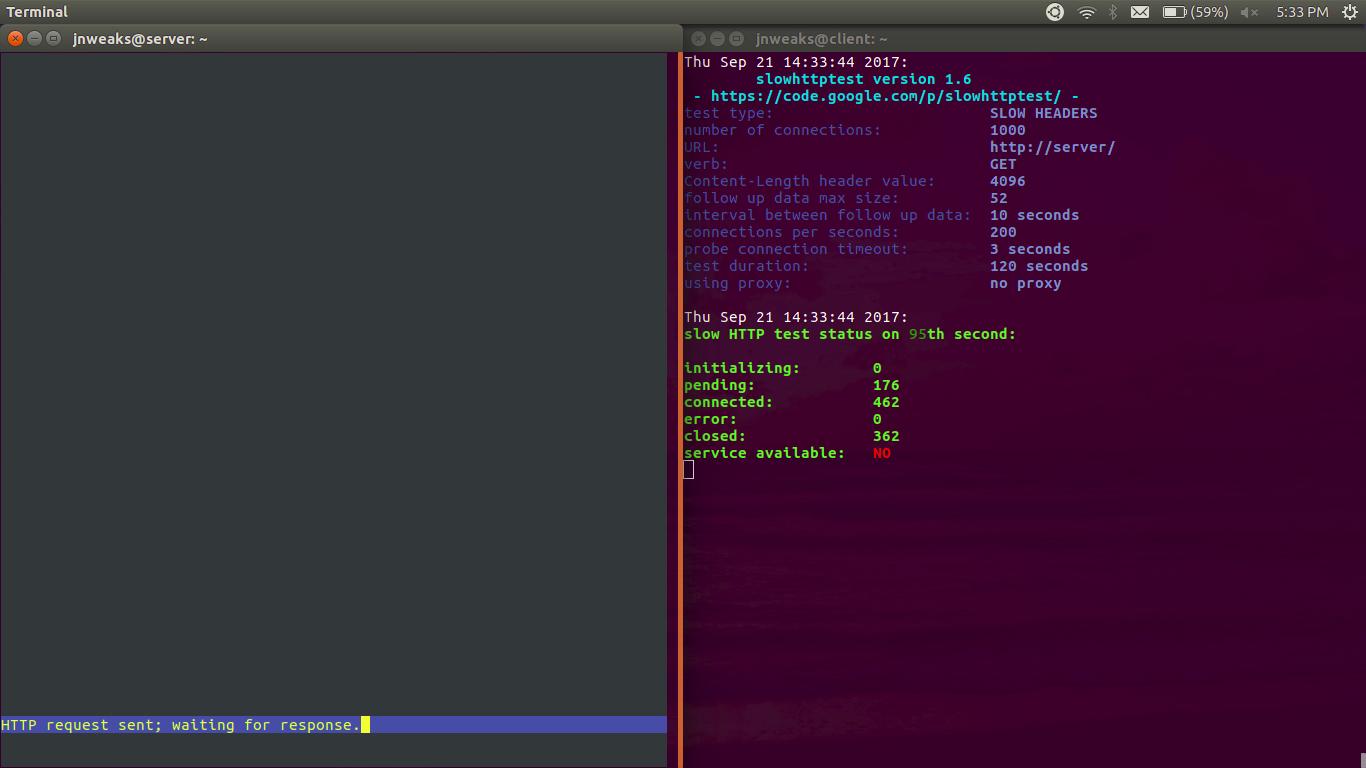 Terminal
(59%)
5:33 PM
jnweaks@server: ~
HTTP request sent; waiting for response.
jnweaks@client: ~
Thu Sep 21 14:33:44 2017:
slowhttptest version 1.6
- https://code.google.com/p/slowhttptest/ -
test type: SLOW HEADERS
number of connections: 1000
URL: http://server/
verb: GET
Content-Length header value: 4096
follow up data max size: 52
interval between follow up data: 10 seconds
connections per seconds: 200
probe connection timeout: 3 seconds
test duration: 120 seconds
using proxy: no proxy
Thu Sep 21 14:33:44 2017:
slow HTTP test status on 95th second:
initializing: 0
pending: 176
connected: 462
error: 0
closed: 362
service available: NO